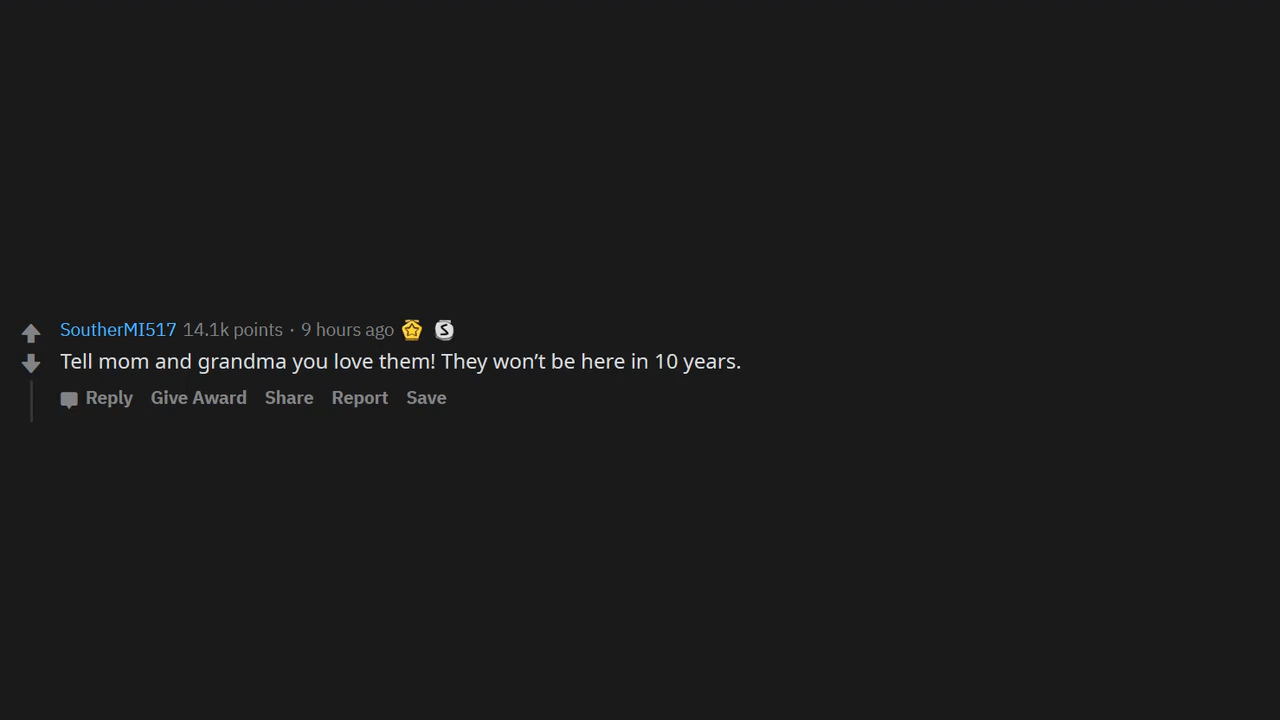 SoutherMI517 14.1k points · 9 hours ago S
Tell mom and grandma you love them! They won’t be here in 10 years.
Reply Give Award Share Report Save